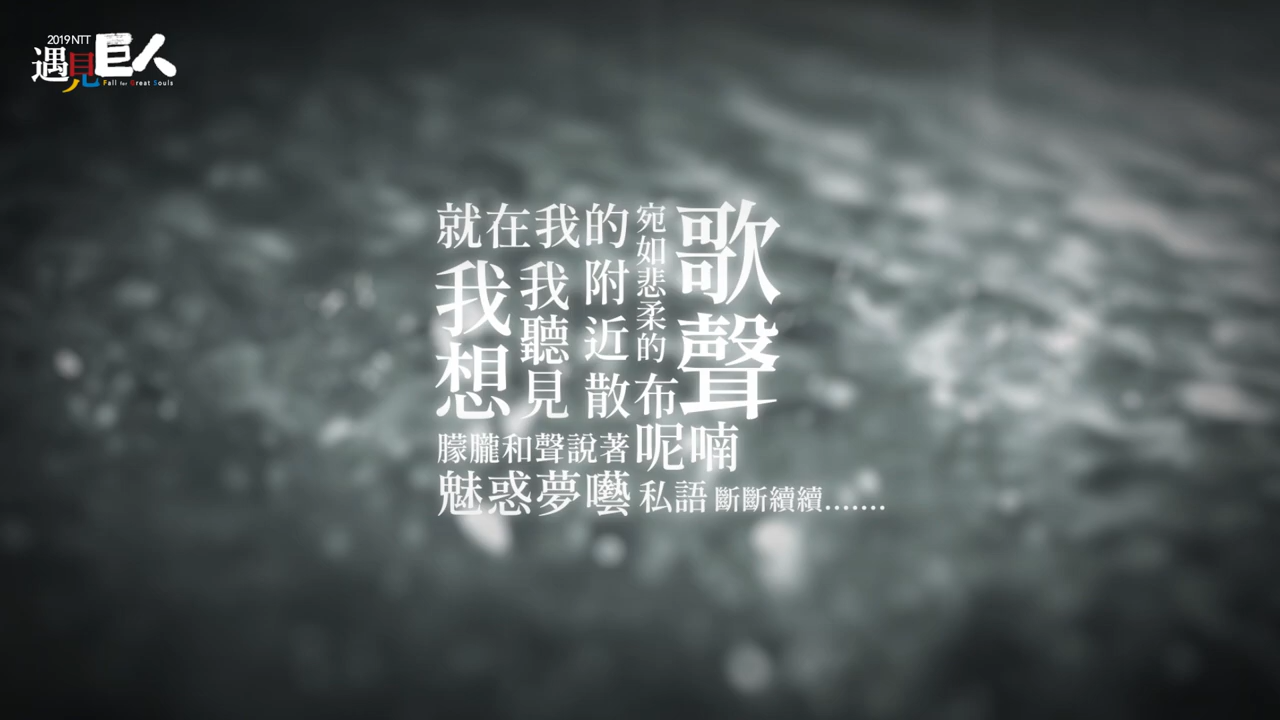 2019 NTT
遇見巨人
Fall for Great Souls
我想
我聽見
就在我的
附近散布
宛如悲柔的
歌聲
朦朧和聲說著
呢喃
魅惑夢囈
私語
斷斷續續.......